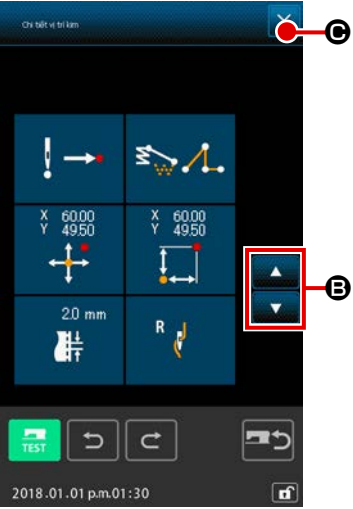 Chi tiết vị trí kim
C
X 60.00
Y 49.50
X 60.00
Y 49.50
B
2.0 mm
R
TEST
2018.01.01 p.m.01:30